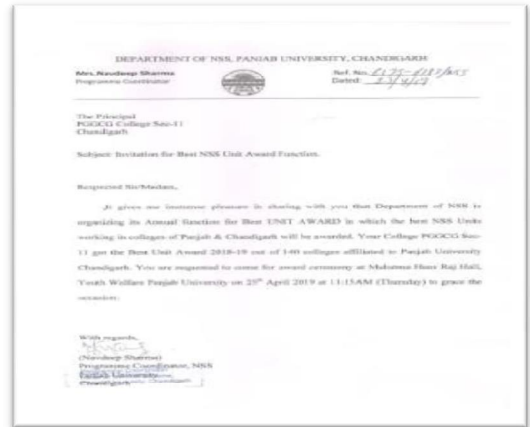 DEPARTMENT OF NSS, PANJAB UNIVERSITY, CHANDIGARH
Mrs. Navdeep Sharma
Programme Coordinator
Ref. No.
Dated:
The Principal
PGGCG College Sec-11
Chandigarh
Subject: Invitation for Best NSS Unit Award Function.
Respected Sir/Madam,
It gives me immense pleasure in sharing with you that Department of NSS is
organizing its Annual function for Best UNIT AWARD in which the best NSS Units
working in colleges of Panjab & Chandigarh will be awarded. Your College PGGCG Sec-
11 got the Best Unit Award 2018-19 out of 140 colleges affiliated to Panjab University
Chandigarh. You are requested to come for award ceremony at Mahatma Hans Raj Hall,
Youth Welfare Panjab University on 25th April 2019 at 11:15AM (Thursday) to grace the
occasion.
With regards,
(Navdeep Sharma)
Programme Coordinator, NSS
Panjab University
Chandigarh